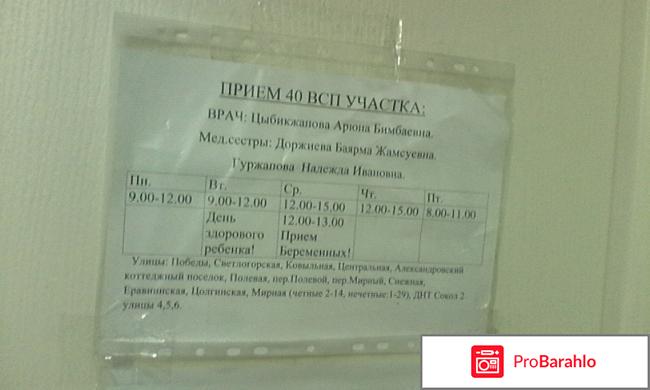 ПРИЕМ 40 ВСП УЧАСТКА:
ВРАЧ: Цыбикжапова Арюна Бимбаевна.
Мед.сестры: Доржиева Баярма Жамсуевна.
Гуржапова Надежда Ивановна.
Пн. Вт. Ср. Чт. Пт.
9.00-12.00 9.00-12.00 12.00-15.00 12.00-15.00 8.00-11.00
День 12.00-13.00
здорового Прием
ребенка! Беременных!
Улицы: Победы, Светлогорская, Ковыльная, Центральная, Александровский
коттеджный поселок, Полевая, пер.Полевой, пер.Мирный, Снежная,
Еравнинская, Цолгинская, Мирная (четные 2-14, нечетные:1-29), ДНТ Сокол 2
улицы 4,5,6.
ProBarahlo